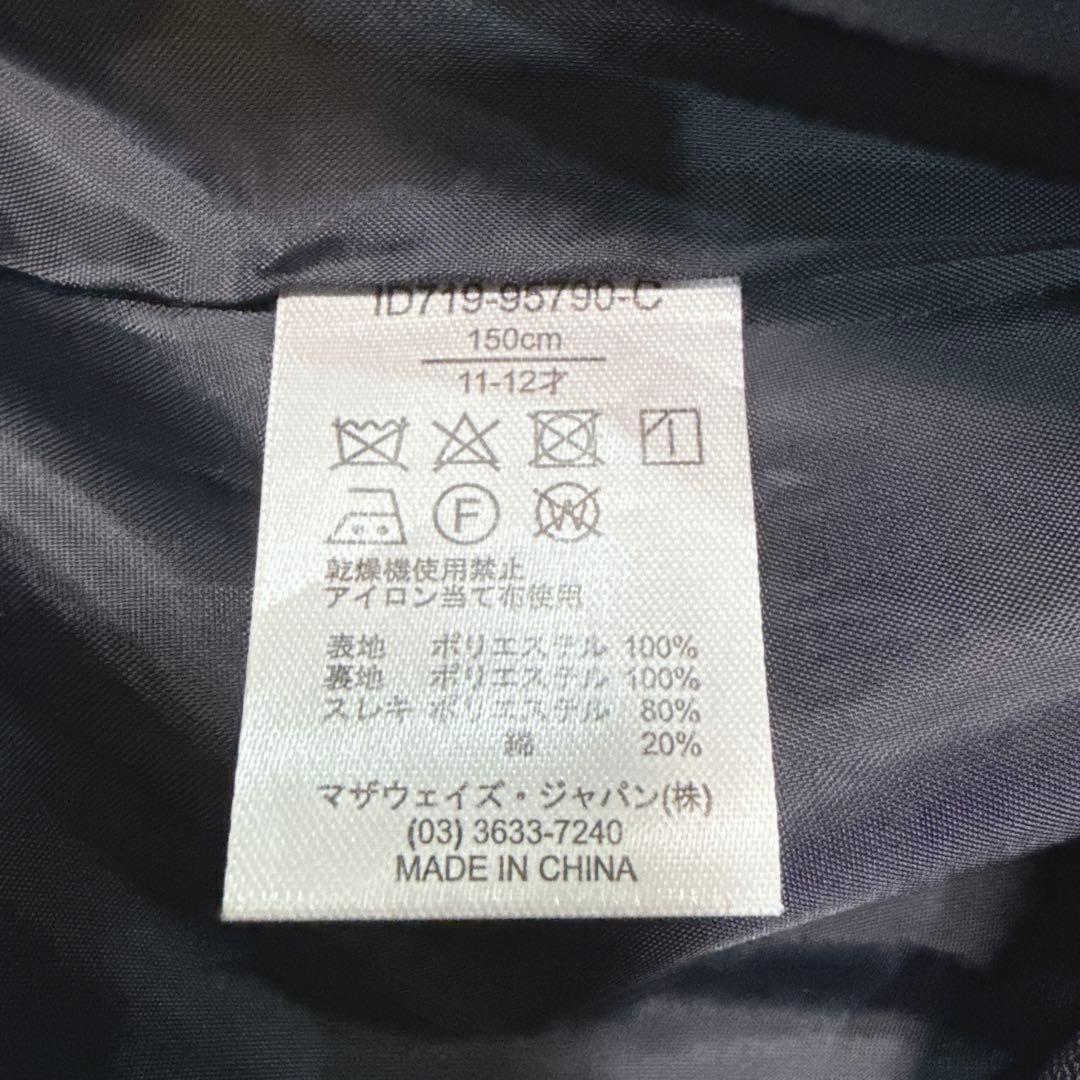 ID719-95790-C
150cm
11-12才
F
W
乾燥機使用禁止
アイロン当て布使用
表地 ポリエステル 100%
裏地 ポリエステル 100%
スレキ ポリエステル 80%
綿 20%
マザウェイズ・ジャパン(株)
(03) 3633-7240
MADE IN CHINA